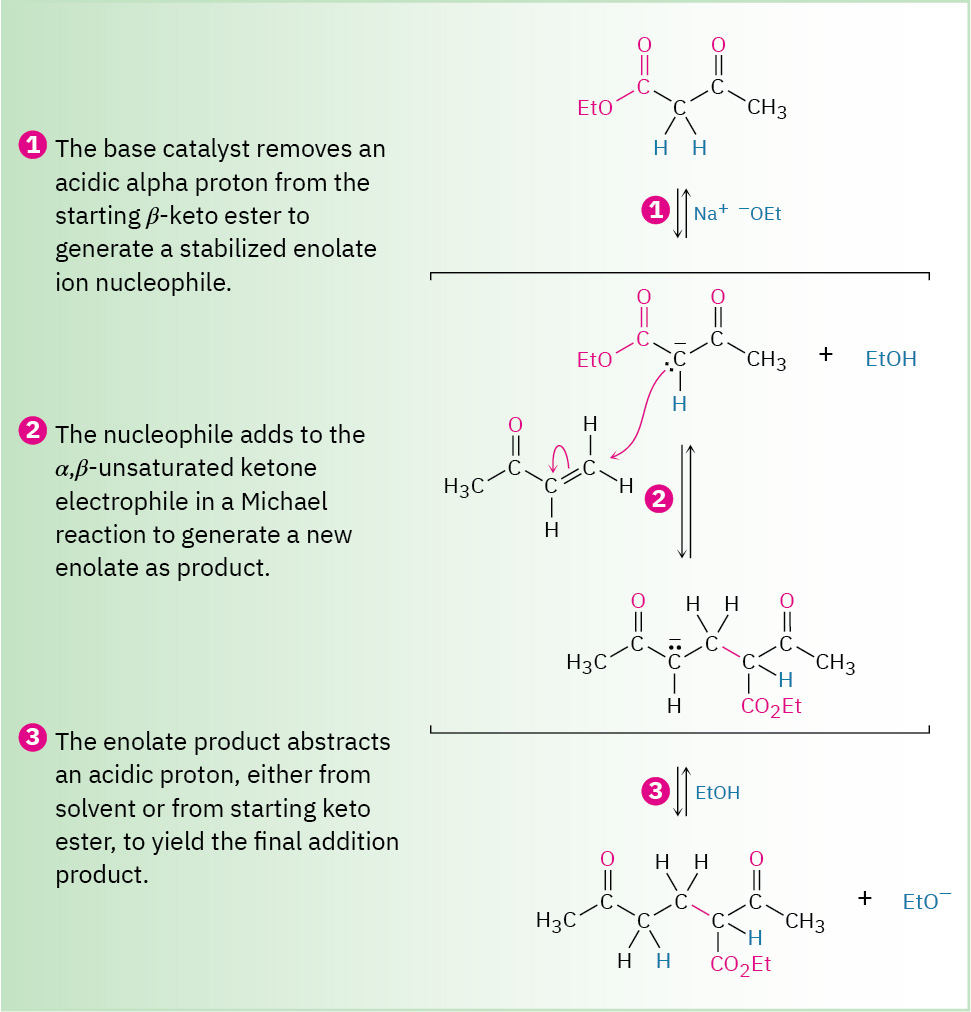 O O
EtO C C CH₃
C
H H
1 The base catalyst removes an
acidic alpha proton from the
starting β-keto ester to
generate a stabilized enolate
ion nucleophile.
1 Na⁺ ⁻OEt
O O
EtO C C̄: C CH₃ + EtOH
H
2 The nucleophile adds to the
α,β-unsaturated ketone
electrophile in a Michael
reaction to generate a new
enolate as product.
O H
H₃C C C C H
H
2
O H H O
H₃C C C̄: C C C CH₃
H H
CO₂Et
3 The enolate product abstracts
an acidic proton, either from
solvent or from starting keto
ester, to yield the final addition
product.
3 EtOH
O H H O
H₃C C C C C C CH₃ + EtO⁻
H H H
CO₂Et